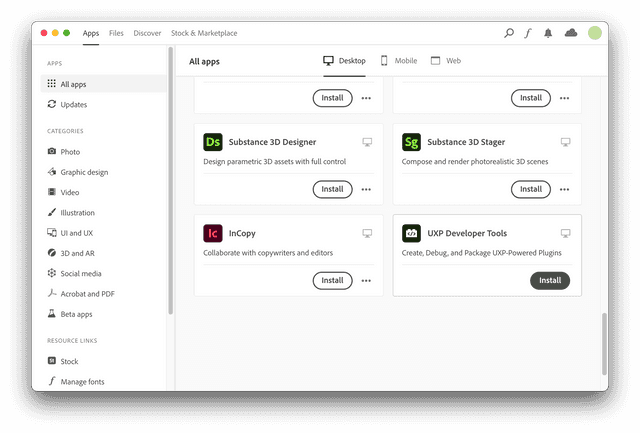 Apps Files Discover Stock & Marketplace
APPS
All apps
Updates
CATEGORIES
Photo
Graphic design
Video
Illustration
UI and UX
3D and AR
Social media
Acrobat and PDF
Beta apps
RESOURCE LINKS
St Stock
Manage fonts
All apps Desktop Mobile Web
Install Install
Ds Substance 3D Designer
Design parametric 3D assets with full control
Install
Sg Substance 3D Stager
Compose and render photorealistic 3D scenes
Install
Ic InCopy
Collaborate with copywriters and editors
Install
UXP Developer Tools
Create, Debug, and Package UXP-Powered Plugins
Install